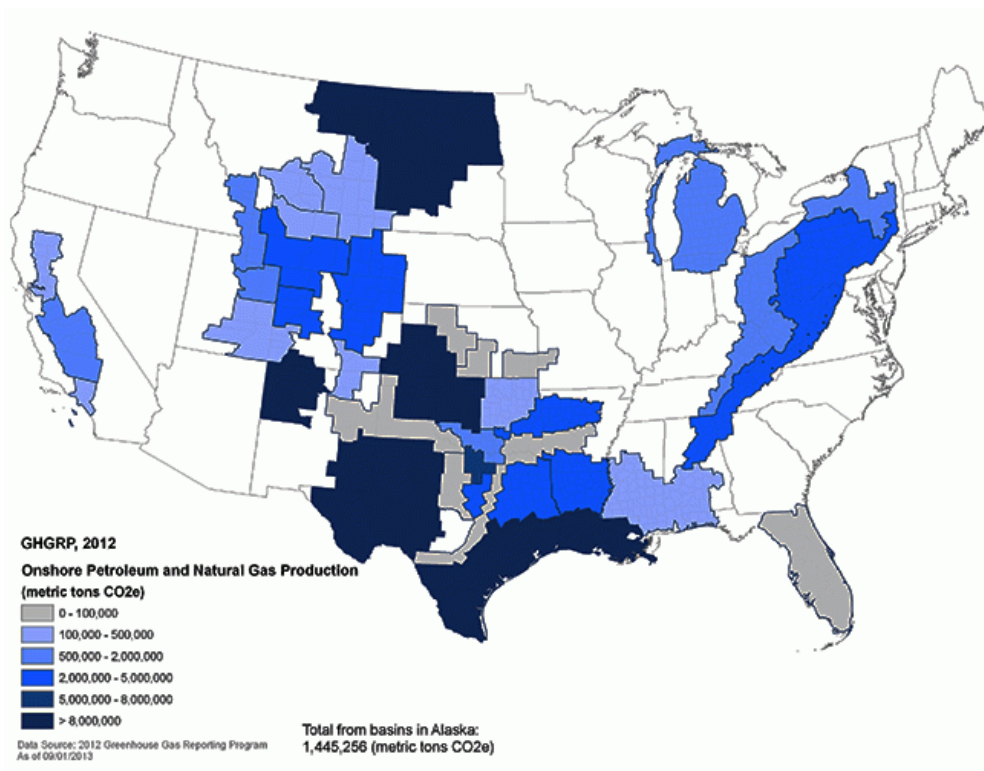 GHGRP, 2012
Onshore Petroleum and Natural Gas Production
(metric tons CO2e)
0 - 100,000
100,000 - 500,000
500,000 - 2,000,000
2,000,000 - 5,000,000
5,000,000 - 8,000,000
> 8,000,000
Data Source: 2012 Greenhouse Gas Reporting Program
As of 09/01/2013
Total from basins in Alaska:
1,445,256 (metric tons CO2e)